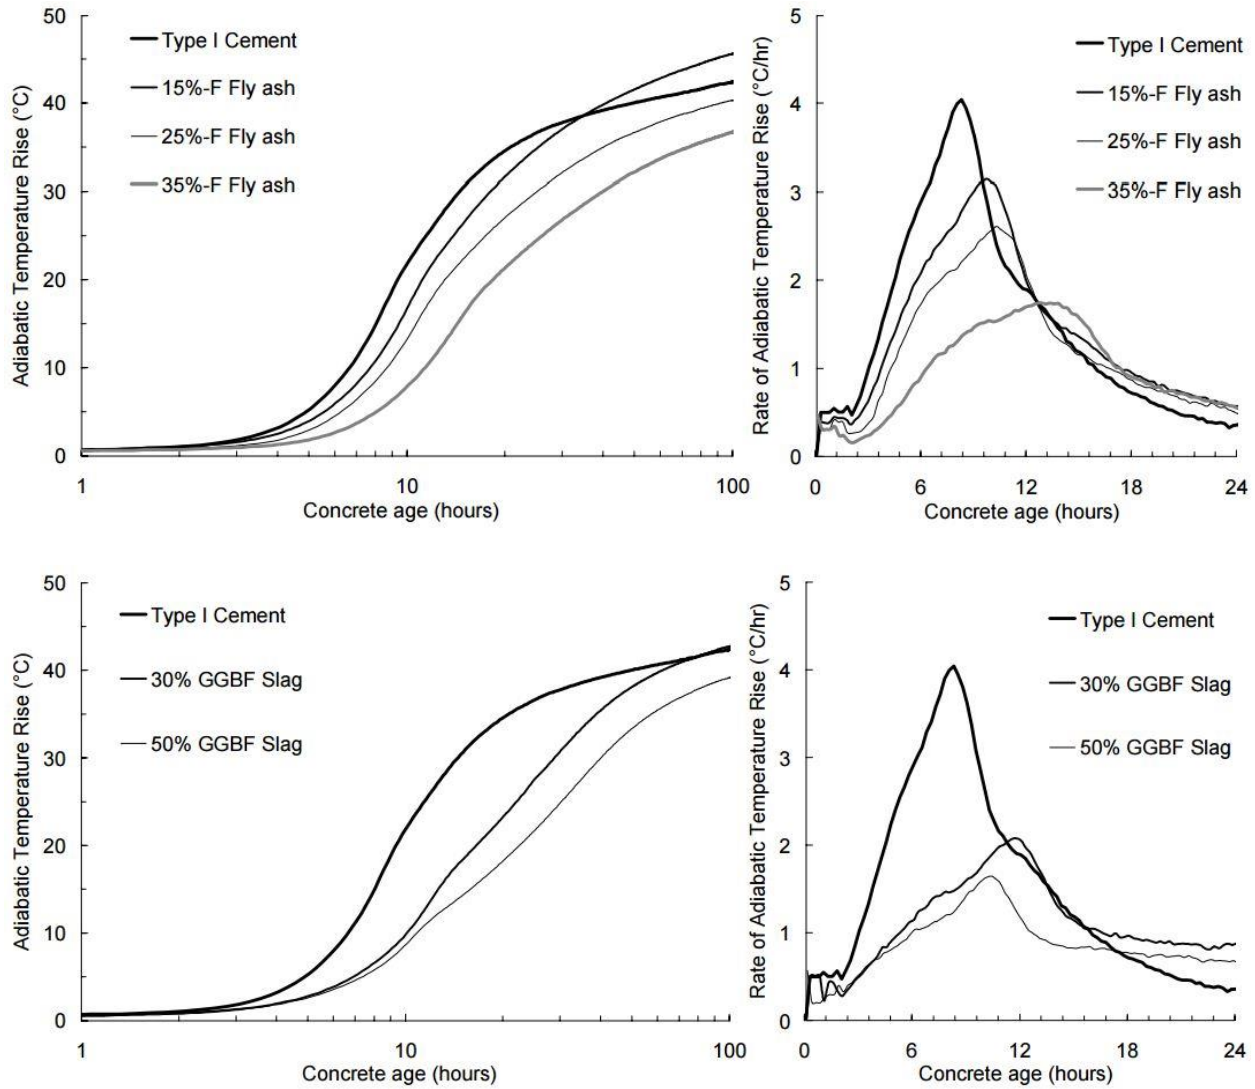 Adiabatic Temperature Rise (°C)
50
40
30
20
10
0
Type I Cement
15%-F Fly ash
25%-F Fly ash
35%-F Fly ash
1
10
100
Concrete age (hours)
Rate of Adiabatic Temperature Rise (°C/hr)
5
4
3
2
1
0
Type I Cement
15%-F Fly ash
25%-F Fly ash
35%-F Fly ash
0
6
12
18
24
Concrete age (hours)
Adiabatic Temperature Rise (°C)
50
40
30
20
10
0
Type I Cement
30% GGBF Slag
50% GGBF Slag
1
10
100
Concrete age (hours)
Rate of Adiabatic Temperature Rise (°C/hr)
5
4
3
2
1
0
Type I Cement
30% GGBF Slag
50% GGBF Slag
0
6
12
18
24
Concrete age (hours)